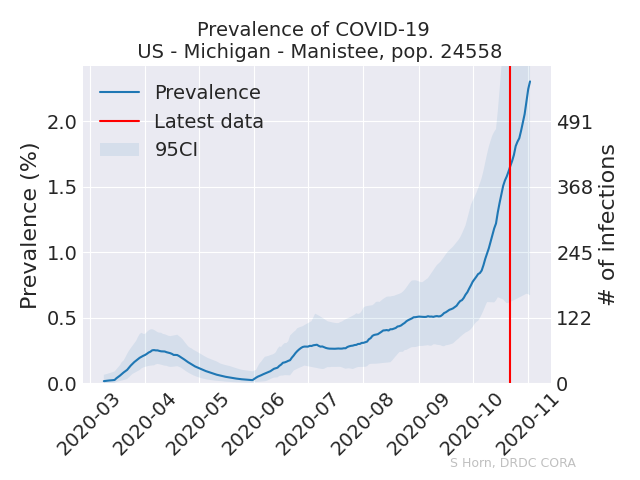 Prevalence of COVID-19
US - Michigan - Manistee, pop. 24558
Prevalence
Latest data
95CI
Prevalence (%)
2.0
1.5
1.0
0.5
0.0
491
368
245
122
0
# of infections
2020-03
2020-04
2020-05
2020-06
2020-07
2020-08
2020-09
2020-10
2020-11
S Horn, DRDC CORA